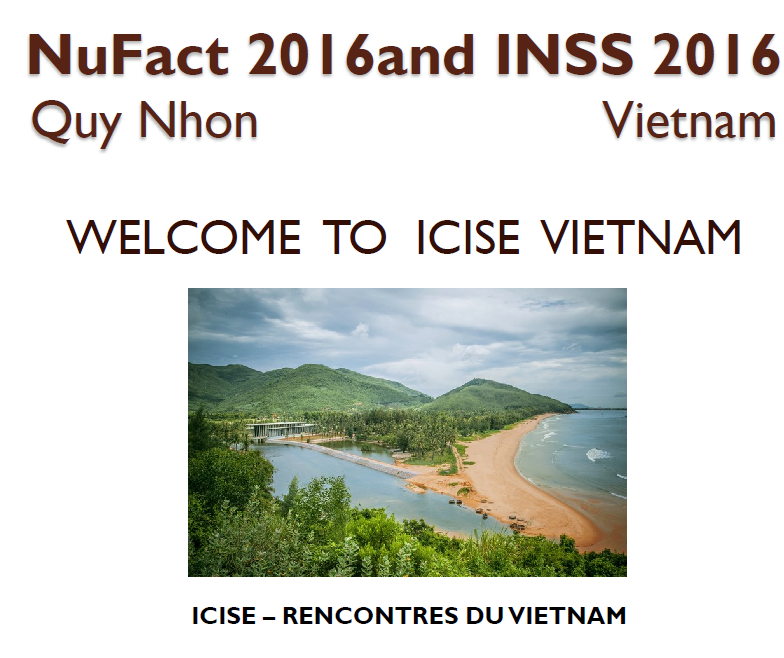 NuFact 2016and INSS 2016
Quy Nhon Vietnam
WELCOME TO ICISE VIETNAM
ICISE – RENCONTRES DU VIETNAM